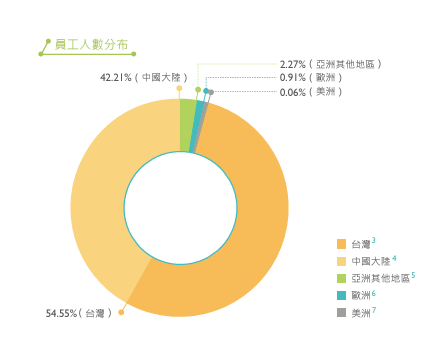 員工人數分布
2.27% ( 亞洲其他地區 )
42.21% ( 中國大陸 )
0.91% ( 歐洲 )
0.06% ( 美洲 )
台灣 3
中國大陸 4
亞洲其他地區 5
歐洲 6
美洲 7
54.55% ( 台灣 )